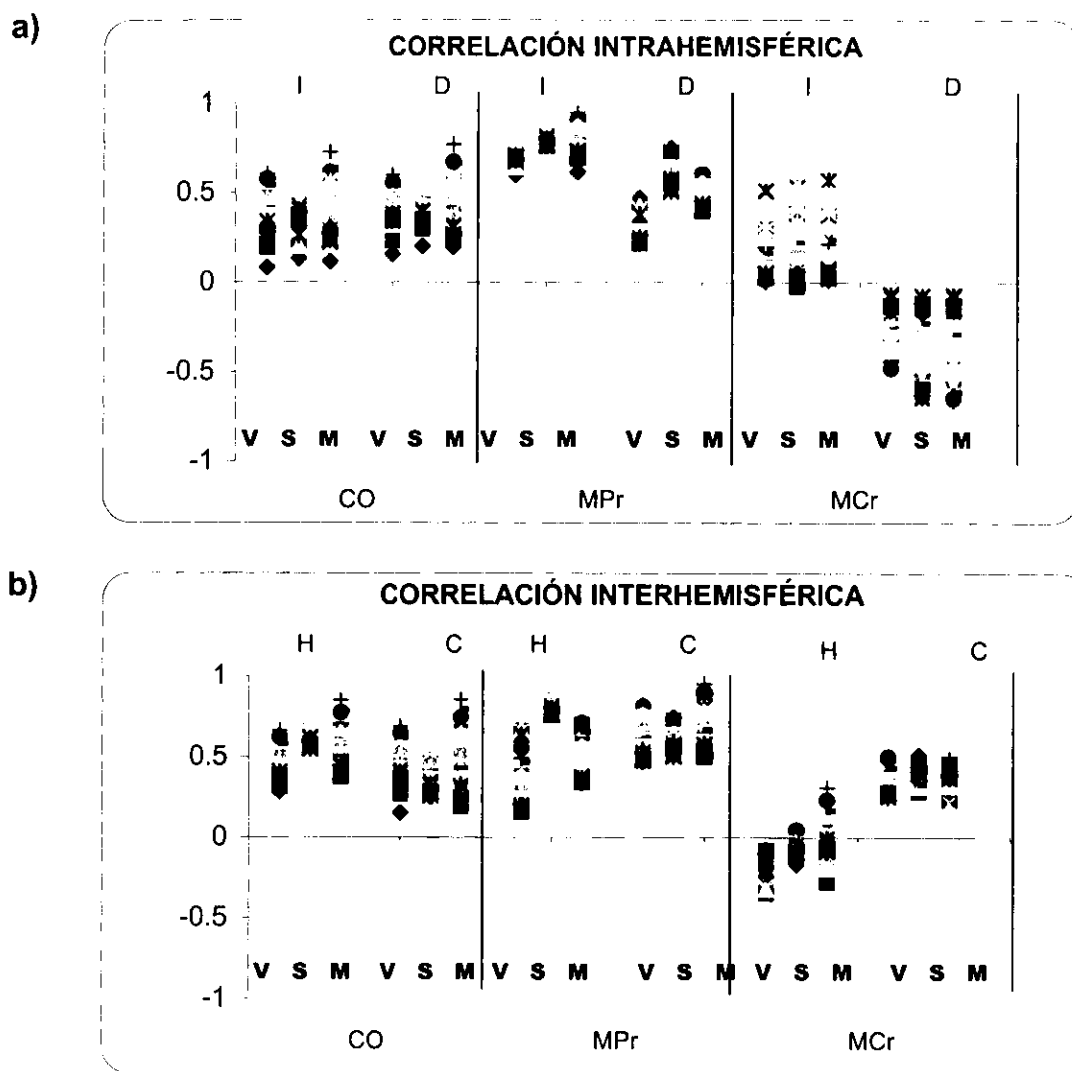 a)
CORRELACIÓN INTRAHEMISFÉRICA
I D I D I D
1
0.5
0
-0.5
-1
V S M V S M V S M V S M V S M V S M
CO MPr MCr
b)
CORRELACIÓN INTERHEMISFÉRICA
H C H C H C
1
0.5
0
-0.5
-1
V S M V S M V S M V S M V S M V S M
CO MPr MCr